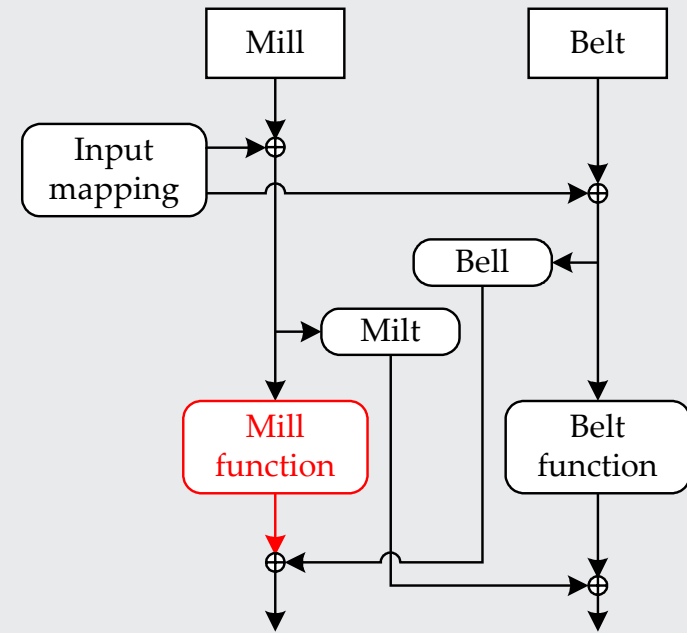 Mill
Belt
Input
mapping
Bell
Milt
Mill
function
Belt
function